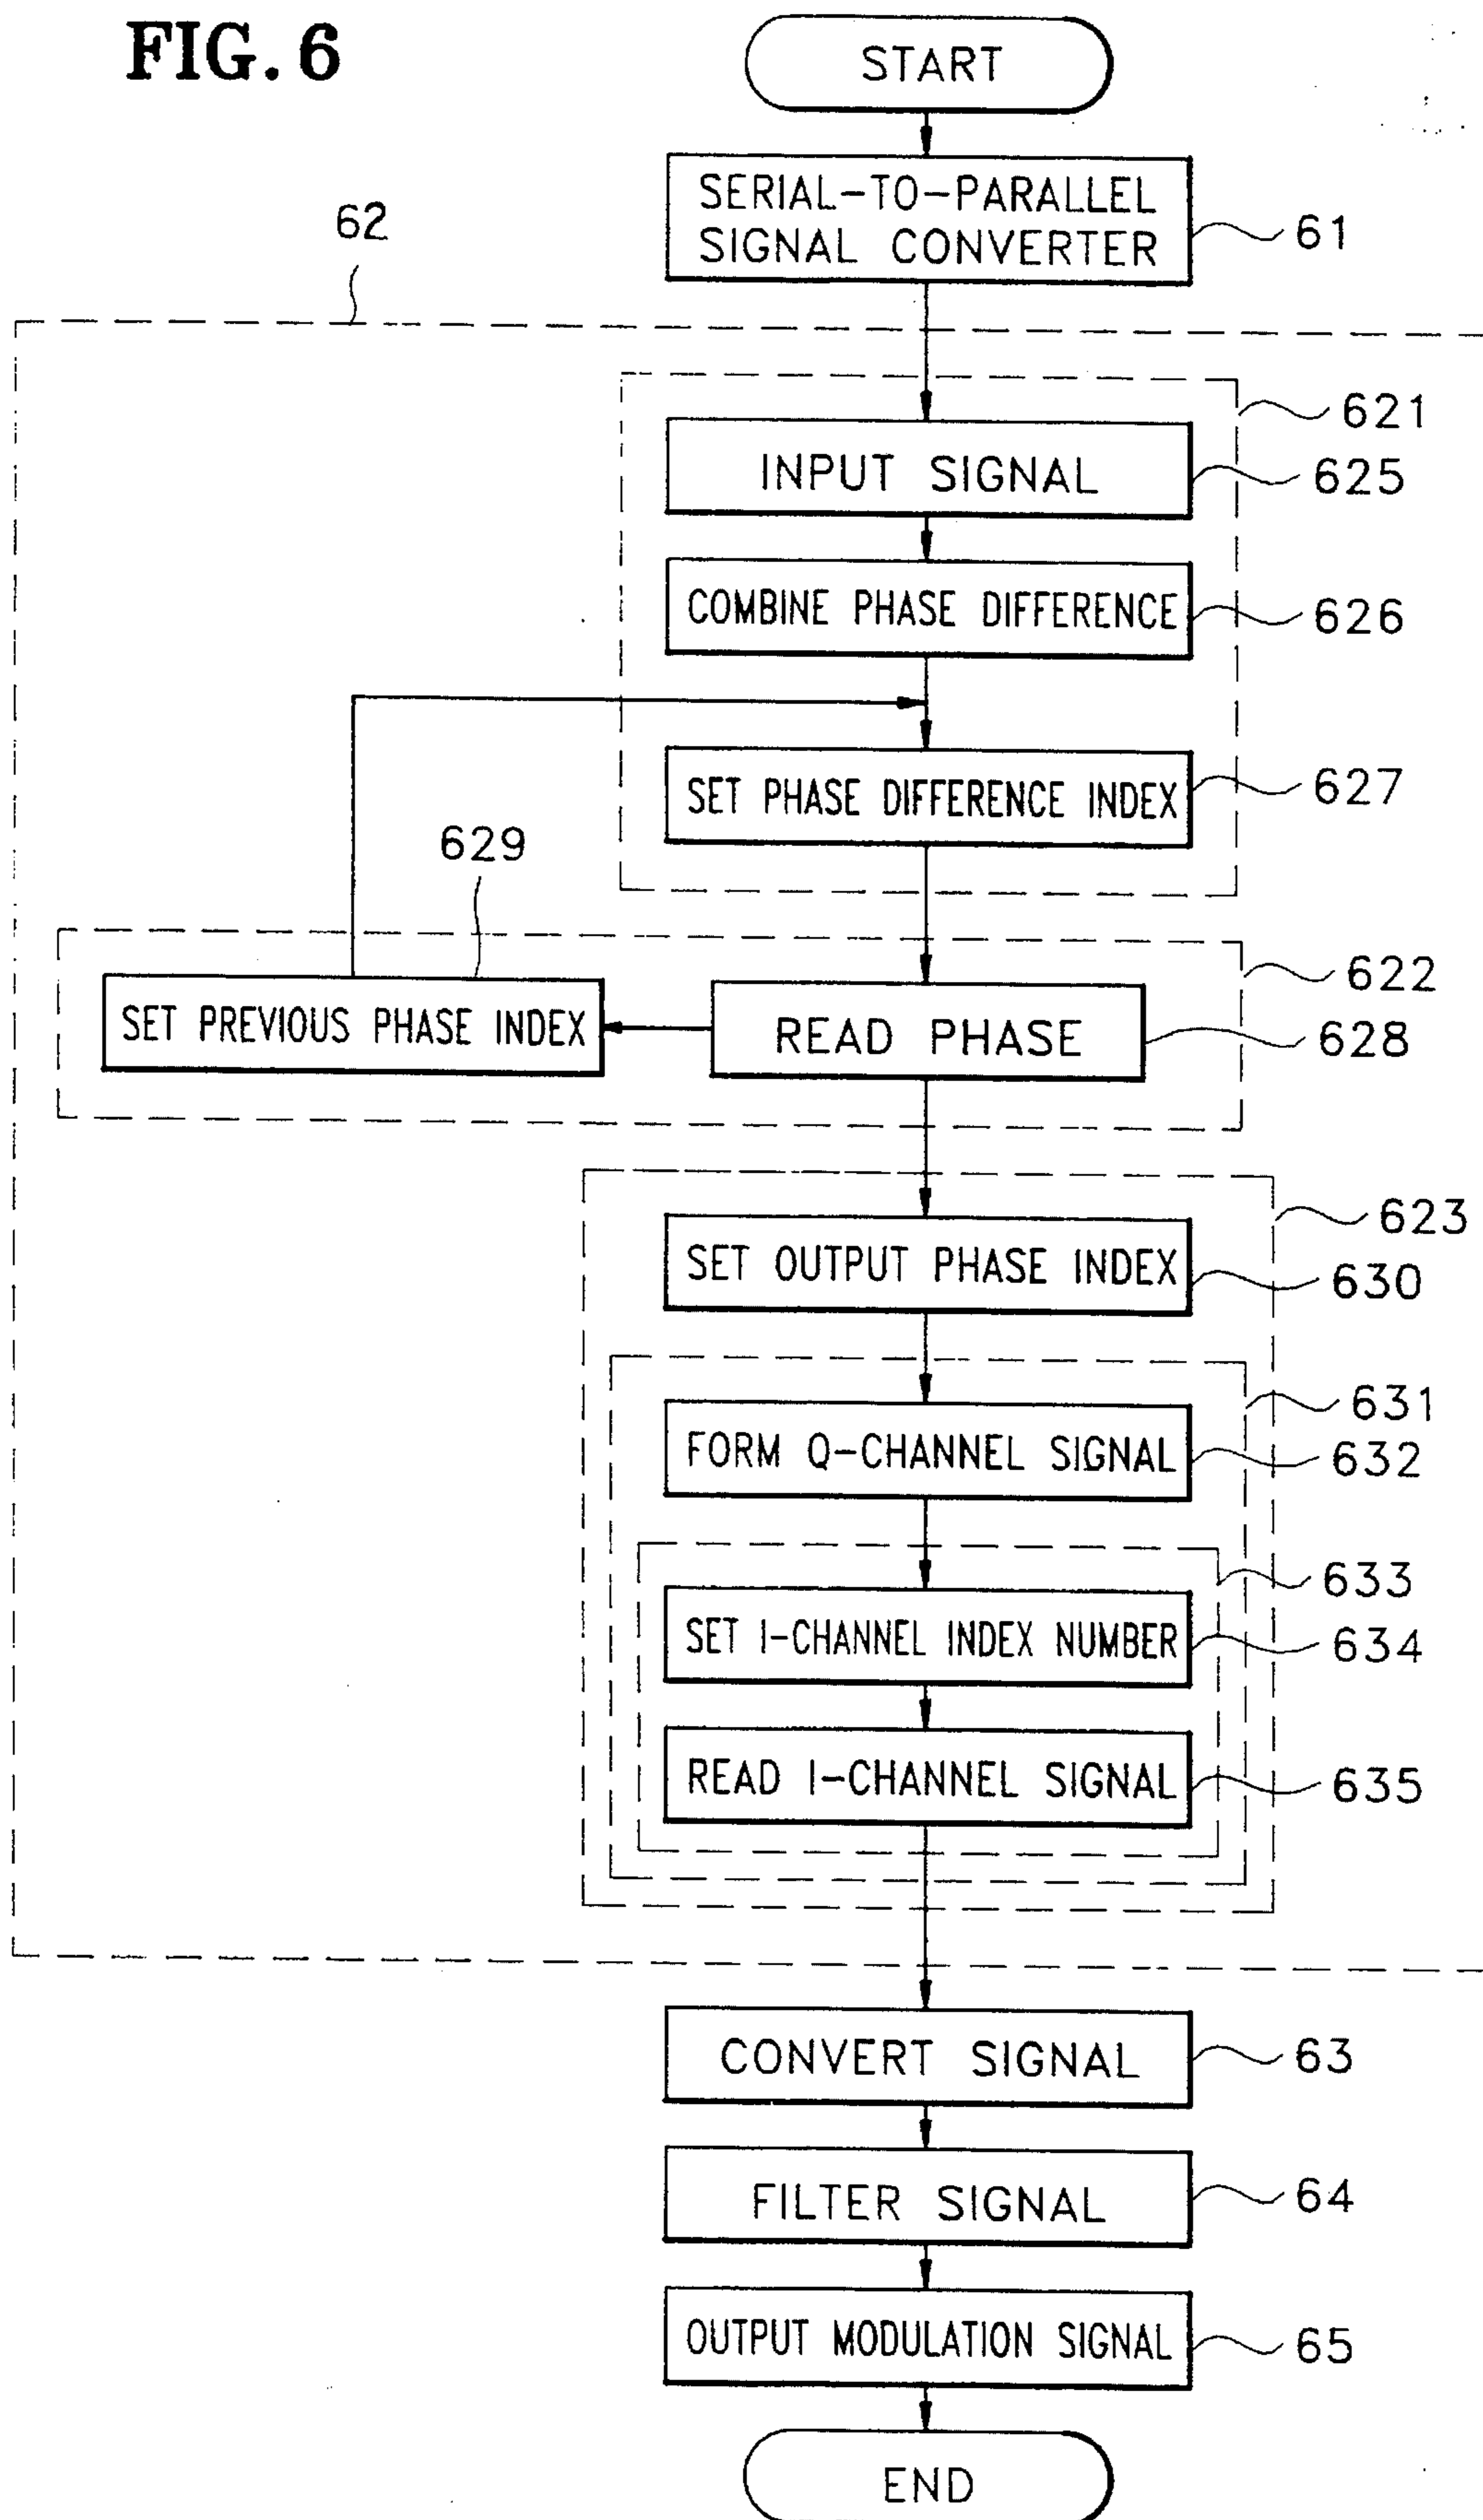 FIG. 6
START
SERIAL-TO-PARALLEL
SIGNAL CONVERTER
61
62
621
INPUT SIGNAL
625
COMBINE PHASE DIFFERENCE
626
SET PHASE DIFFERENCE INDEX
627
629
622
SET PREVIOUS PHASE INDEX
READ PHASE
628
623
SET OUTPUT PHASE INDEX
630
631
FORM Q-CHANNEL SIGNAL
632
633
SET I-CHANNEL INDEX NUMBER
634
READ I-CHANNEL SIGNAL
635
CONVERT SIGNAL
63
FILTER SIGNAL
64
OUTPUT MODULATION SIGNAL
65
END